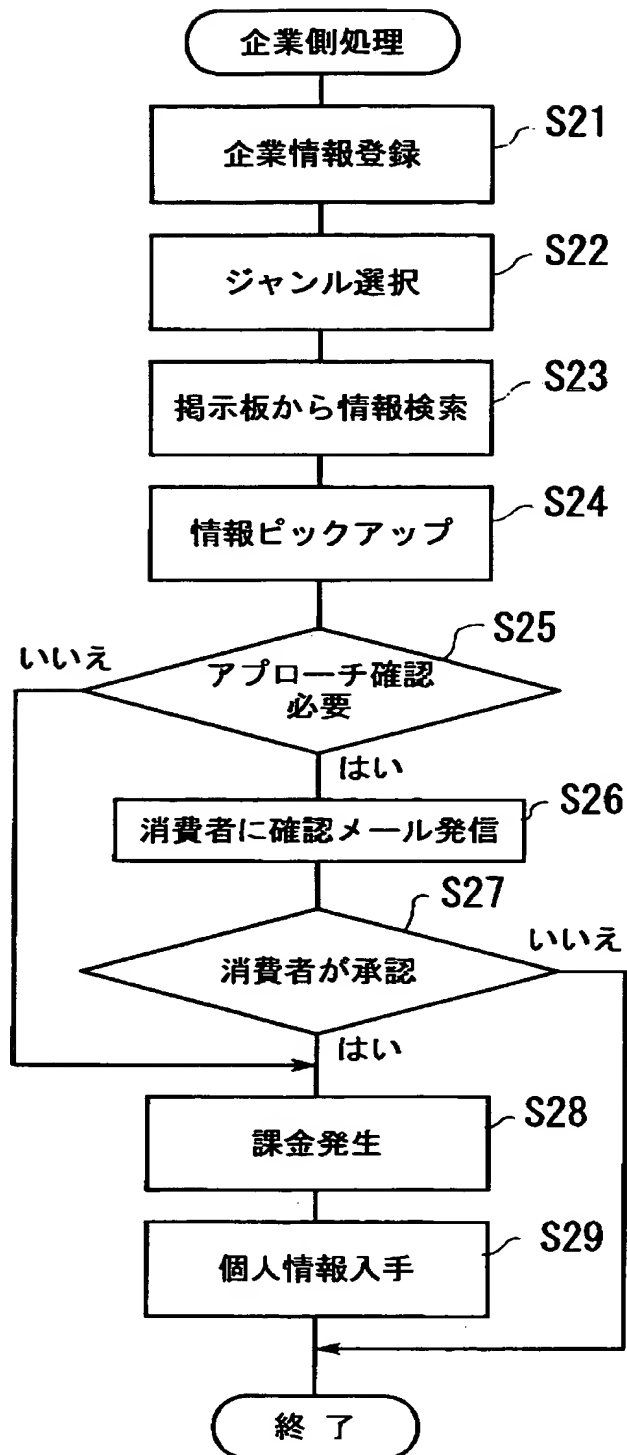 企業側処理
S21
企業情報登録
S22
ジャンル選択
S23
掲示板から情報検索
S24
情報ピックアップ
S25
いいえ
アプローチ確認
必要
はい
S26
消費者に確認メール発信
S27
いいえ
消費者が承認
はい
S28
課金発生
S29
個人情報入手
終 了